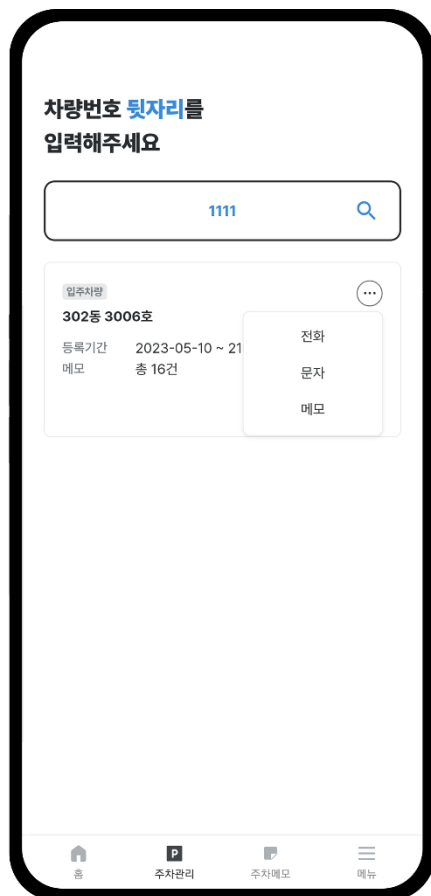 차량번호 뒷자리를
입력해주세요
1111
입주차량
302동 3006호
등록기간 2023-05-10 ~ 21
메모 총 16건
전화
문자
메모
P
홈 주차관리 주차메모 메뉴